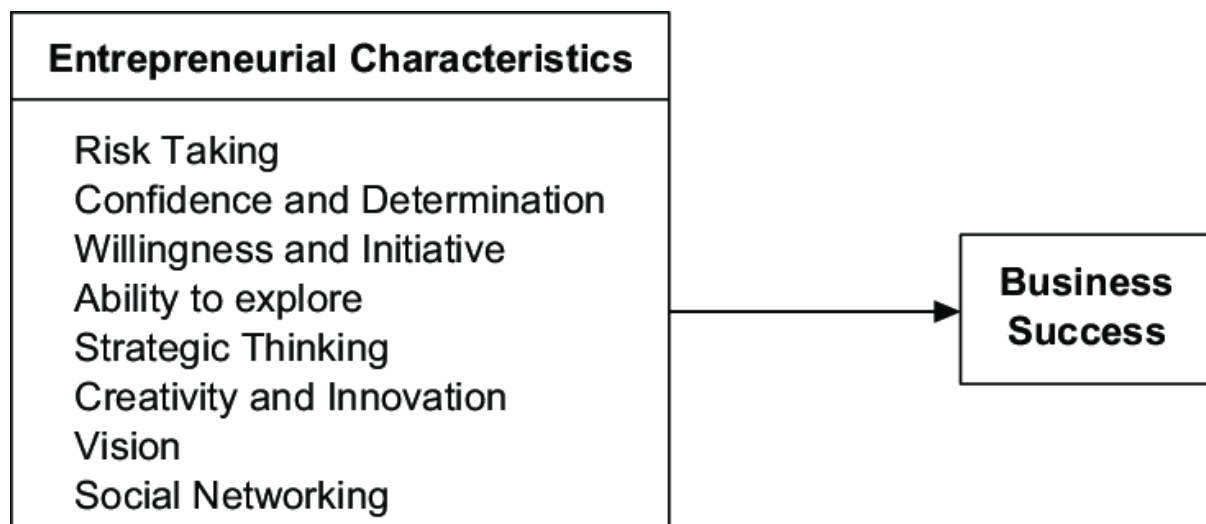 Entrepreneurial Characteristics
Risk Taking
Confidence and Determination
Willingness and Initiative
Ability to explore
Strategic Thinking
Creativity and Innovation
Vision
Social Networking
Business
Success